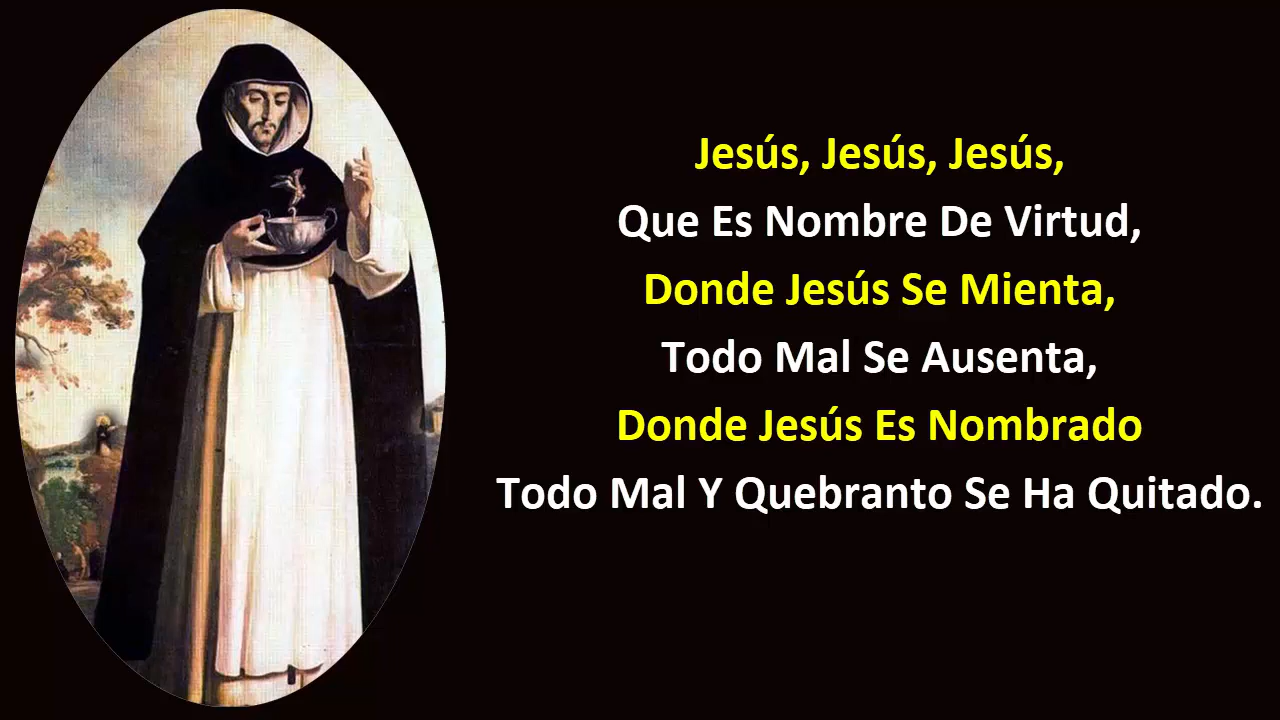 Jesús, Jesús, Jesús,
Que Es Nombre De Virtud,
Donde Jesús Se Mienta,
Todo Mal Se Ausenta,
Donde Jesús Es Nombrado
Todo Mal Y Quebranto Se Ha Quitado.